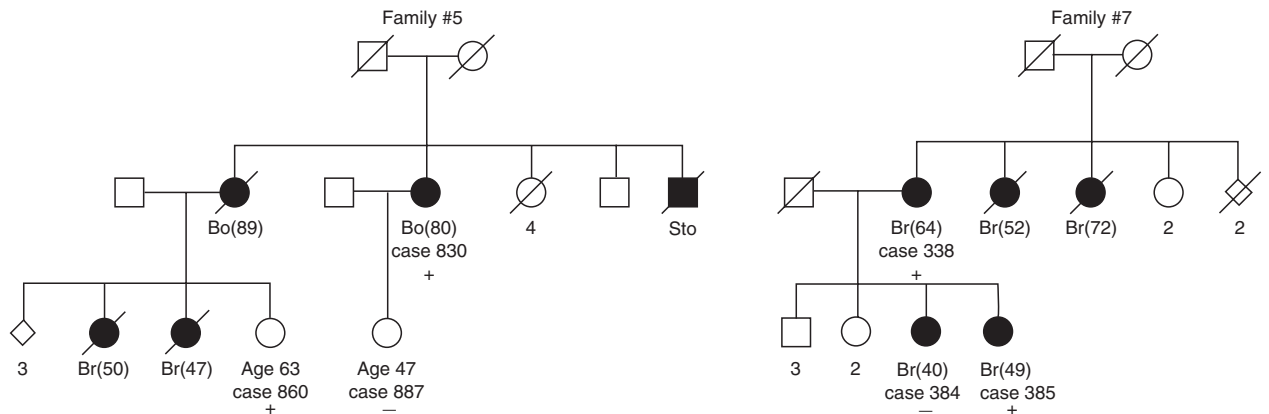 Family #5
Family #7
Bo(89)
Bo(80)
case 830
+
4
Sto
Br(64)
case 338
+
Br(52)
Br(72)
2
2
3
Br(50)
Br(47)
Age 63
case 860
+
Age 47
case 887
—
3
2
Br(40)
case 384
—
Br(49)
case 385
+